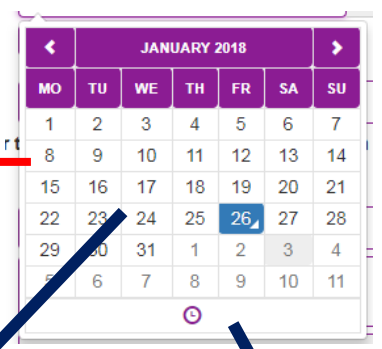 JANUARY 2018
MO TU WE TH FR SA SU
1 2 3 4 5 6 7
8 9 10 11 12 13 14
15 16 17 18 19 20 21
22 23 24 25 26 27 28
29 30 31 1 2 3 4
5 6 7 8 9 10 11